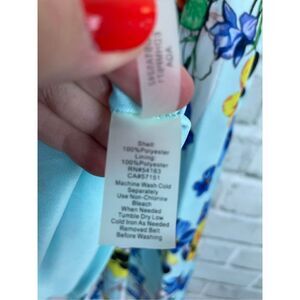 Shell:
100%Polyester
Lining:
100%Polyester
RN#54163
CA#57151
Machine Wash Cold
Separately
Use Non-Chlorine
Bleach
When Needed
Tumble Dry Low
Cold Iron As Needed
Removed Belt
Before Washing